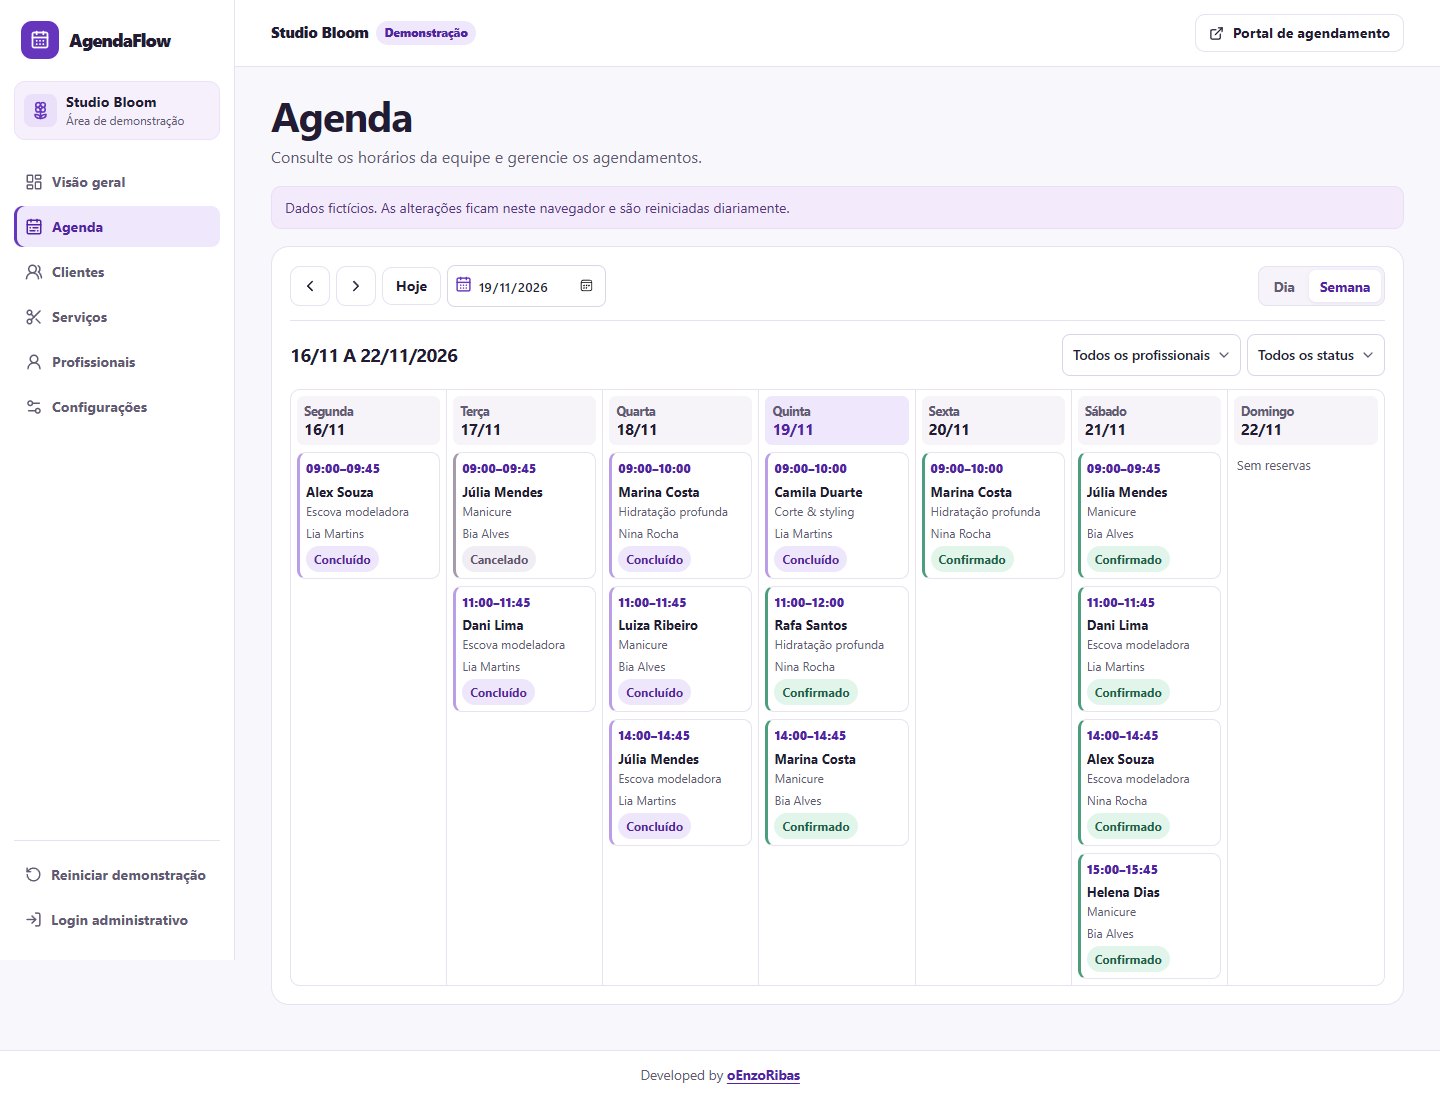 AgendaFlow
Studio Bloom
Área de demonstração
Visão geral
Agenda
Clientes
Serviços
Profissionais
Configurações
Reiniciar demonstração
Login administrativo
Studio Bloom
Demonstração
Portal de agendamento
Agenda
Consulte os horários da equipe e gerencie os agendamentos.
Dados fictícios. As alterações ficam neste navegador e são reiniciadas diariamente.
Hoje
19/11/2026
Dia
Semana
16/11 A 22/11/2026
Todos os profissionais
Todos os status
Segunda
16/11
09:00–09:45
Alex Souza
Escova modeladora
Lia Martins
Concluído
Terça
17/11
09:00–09:45
Júlia Mendes
Manicure
Bia Alves
Cancelado
11:00–11:45
Dani Lima
Escova modeladora
Lia Martins
Concluído
Quarta
18/11
09:00–10:00
Marina Costa
Hidratação profunda
Nina Rocha
Concluído
11:00–11:45
Luiza Ribeiro
Manicure
Bia Alves
Concluído
14:00–14:45
Júlia Mendes
Escova modeladora
Lia Martins
Concluído
Quinta
19/11
09:00–10:00
Camila Duarte
Corte & styling
Lia Martins
Concluído
11:00–12:00
Rafa Santos
Hidratação profunda
Nina Rocha
Confirmado
14:00–14:45
Marina Costa
Manicure
Bia Alves
Confirmado
Sexta
20/11
09:00–10:00
Marina Costa
Hidratação profunda
Nina Rocha
Confirmado
Sábado
21/11
09:00–09:45
Júlia Mendes
Manicure
Bia Alves
Confirmado
11:00–11:45
Dani Lima
Escova modeladora
Lia Martins
Confirmado
14:00–14:45
Alex Souza
Escova modeladora
Nina Rocha
Confirmado
15:00–15:45
Helena Dias
Manicure
Bia Alves
Confirmado
Domingo
22/11
Sem reservas
Developed by oEnzoRibas